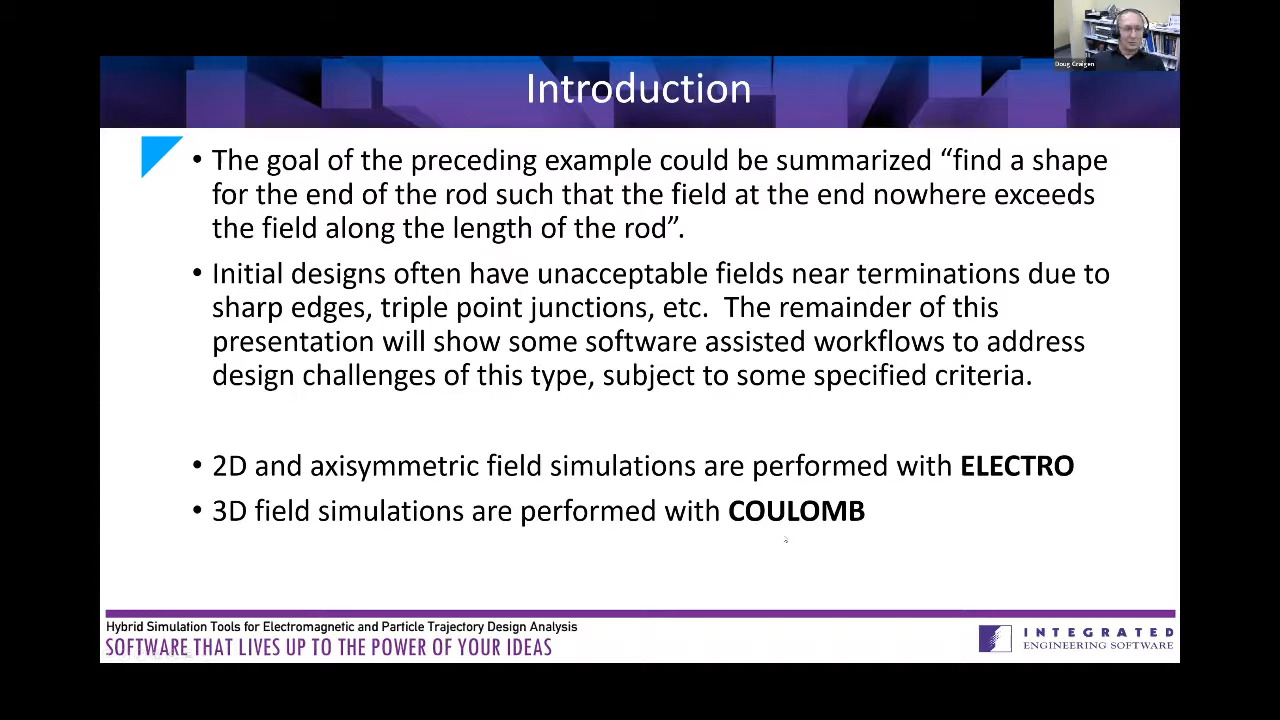 Doug Craigen
Introduction
• The goal of the preceding example could be summarized “find a shape
for the end of the rod such that the field at the end nowhere exceeds
the field along the length of the rod”.
• Initial designs often have unacceptable fields near terminations due to
sharp edges, triple point junctions, etc.  The remainder of this
presentation will show some software assisted workflows to address
design challenges of this type, subject to some specified criteria.
• 2D and axisymmetric field simulations are performed with ELECTRO
• 3D field simulations are performed with COULOMB
Hybrid Simulation Tools for Electromagnetic and Particle Trajectory Design Analysis
SOFTWARE THAT LIVES UP TO THE POWER OF YOUR IDEAS
INTEGRATED
ENGINEERING SOFTWARE